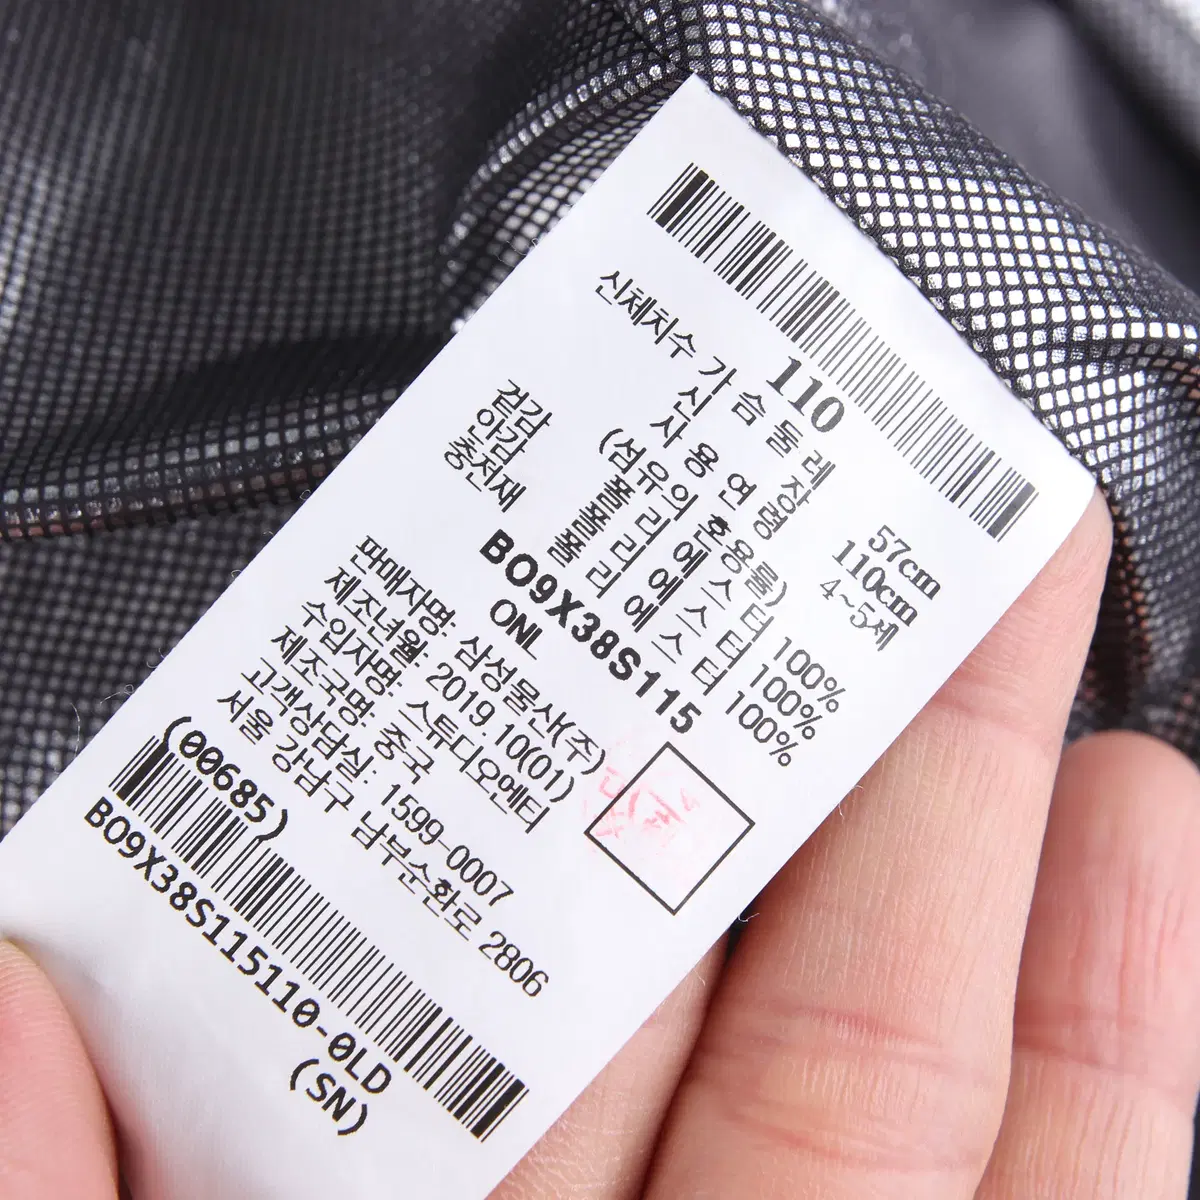 110
신체치수 가슴둘레 57cm
신장 110cm
사용연령 4~5세
(섬유의 혼용률)
겉감 폴리에스터 100%
안감 폴리에스터 100%
충전재 폴리에스터 100%
BO9X38S115
ONL
판매자명: 삼성물산(주)
제조년월: 2019.10(01)
수입자명: 스튜디오엔터
제조국명: 중국
고객상담실: 1599-0007
서울 강남구 남부순환로 2806
(00685)
BO9X38S115110-0LD
(SN)